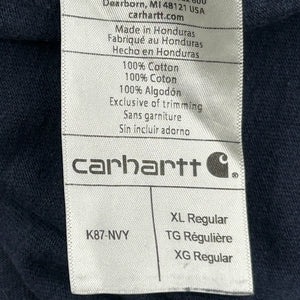 Dearborn, MI 48121 USA
carhartt.com
Made in Honduras
Fabriqué au Honduras
Hecho en Honduras
100% Cotton
100% Coton
100% Algodón
Exclusive of trimming
Sans garniture
Sin incluir adorno
carhartt
K87-NVY
XL Regular
TG Régulière
XG Regular